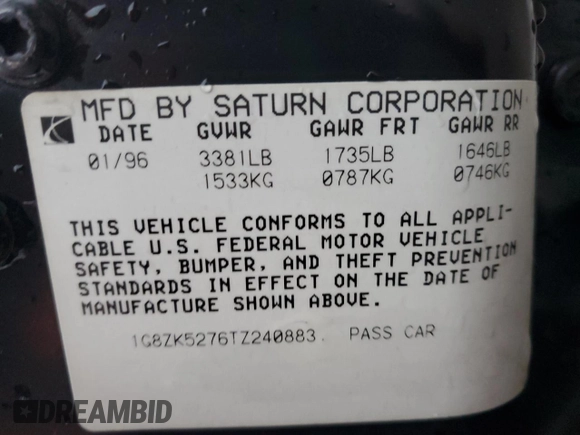 MFD BY SATURN CORPORATION
DATE GVWR GAWR FRT GAWR RR
01/96 3381LB 1735LB 1646LB
1533KG 0787KG 0746KG
THIS VEHICLE CONFORMS TO ALL APPLI-
CABLE U.S. FEDERAL MOTOR VEHICLE
SAFETY, BUMPER, AND THEFT PREVENTION
STANDARDS IN EFFECT ON THE DATE OF
MANUFACTURE SHOWN ABOVE.
1G8ZK5276TZ240883. PASS CAR
DREAMBID